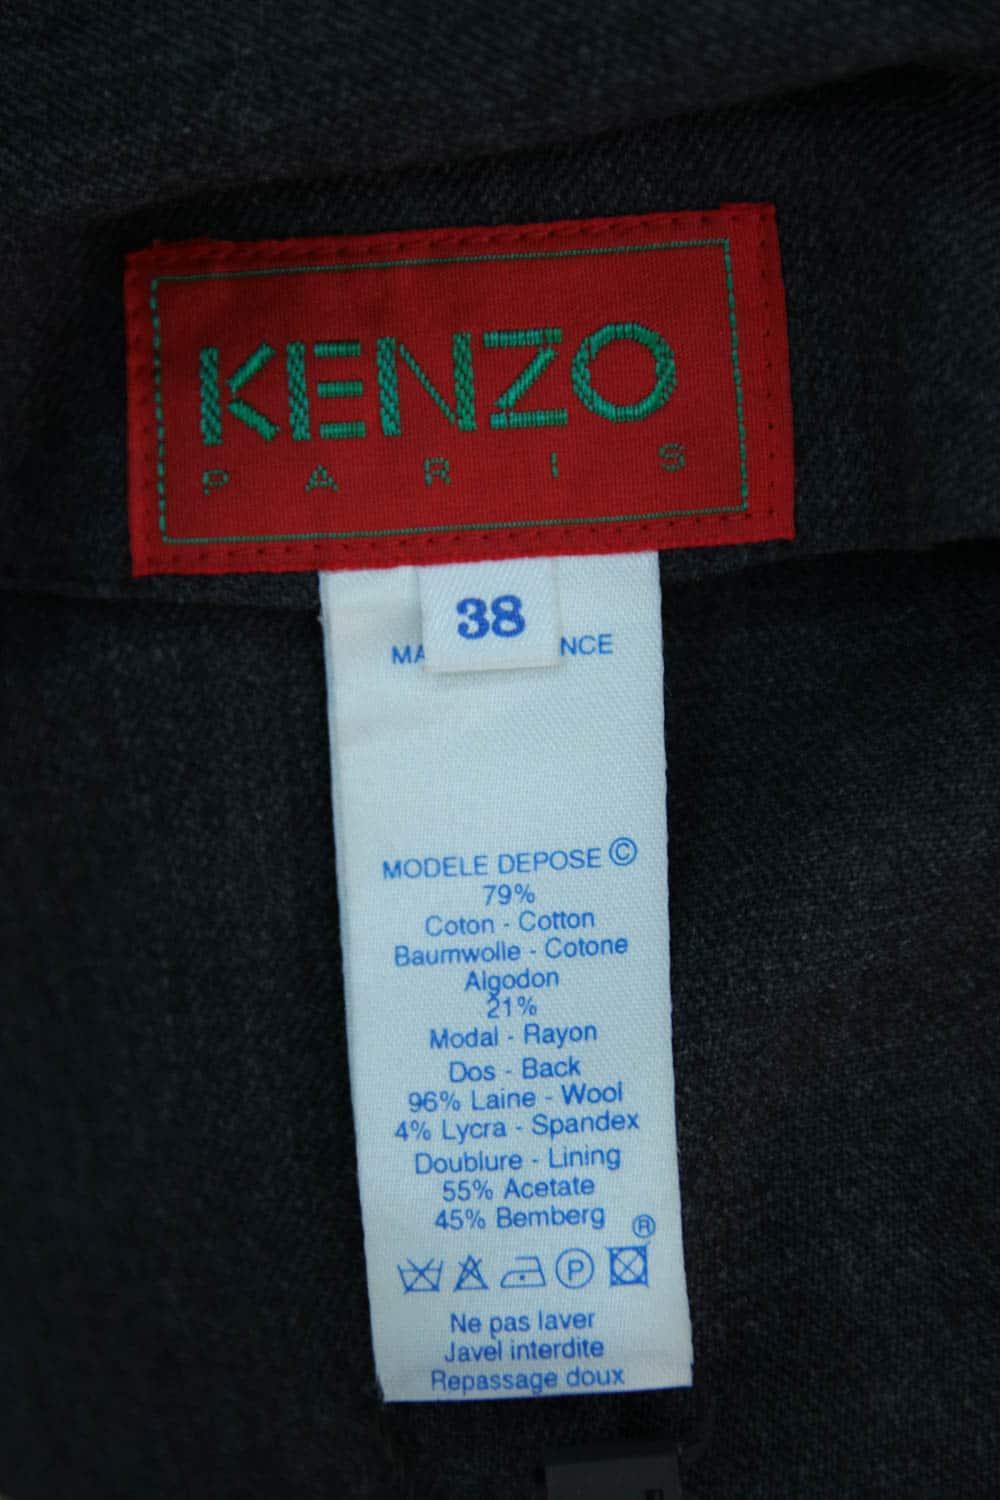 KENZO
PARIS
38
MA NCE
MODELE DEPOSE ©
79%
Coton - Cotton
Baumwolle - Cotone
Algodon
21%
Modal - Rayon
Dos - Back
96% Laine - Wool
4% Lycra - Spandex
Doublure - Lining
55% Acetate
45% Bemberg ®
P
Ne pas laver
Javel interdite
Repassage doux